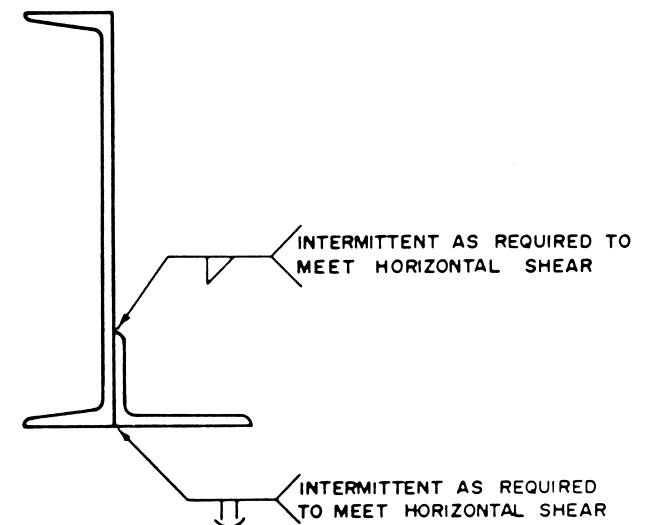 INTERMITTENT AS REQUIRED TO
MEET HORIZONTAL SHEAR
INTERMITTENT AS REQUIRED
TO MEET HORIZONTAL SHEAR